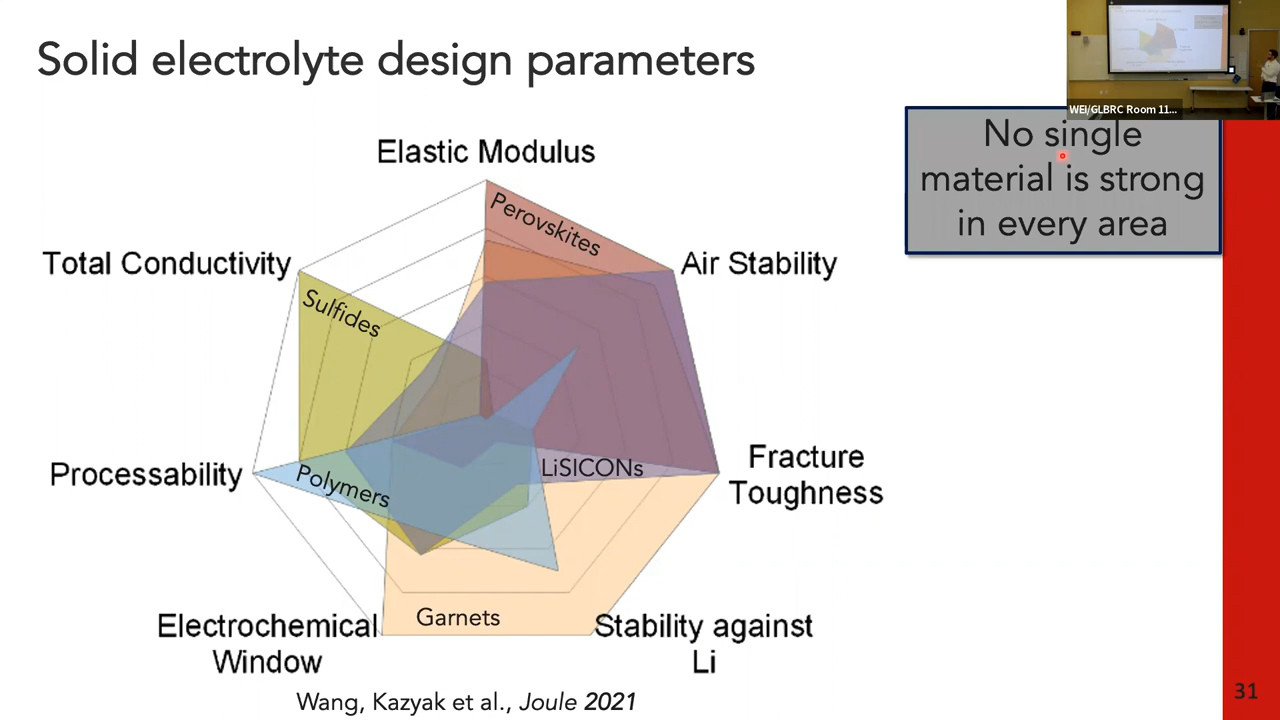 Solid electrolyte design parameters
WEI/GLBRC Room 11...
No single
material is strong
in every area
Elastic Modulus
Perovskites
Total Conductivity
Air Stability
Sulfides
Fracture
Toughness
LiSICONs
Processability
Polymers
Garnets
Electrochemical
Window
Stability against
Li
Wang, Kazyak et al., Joule 2021
31